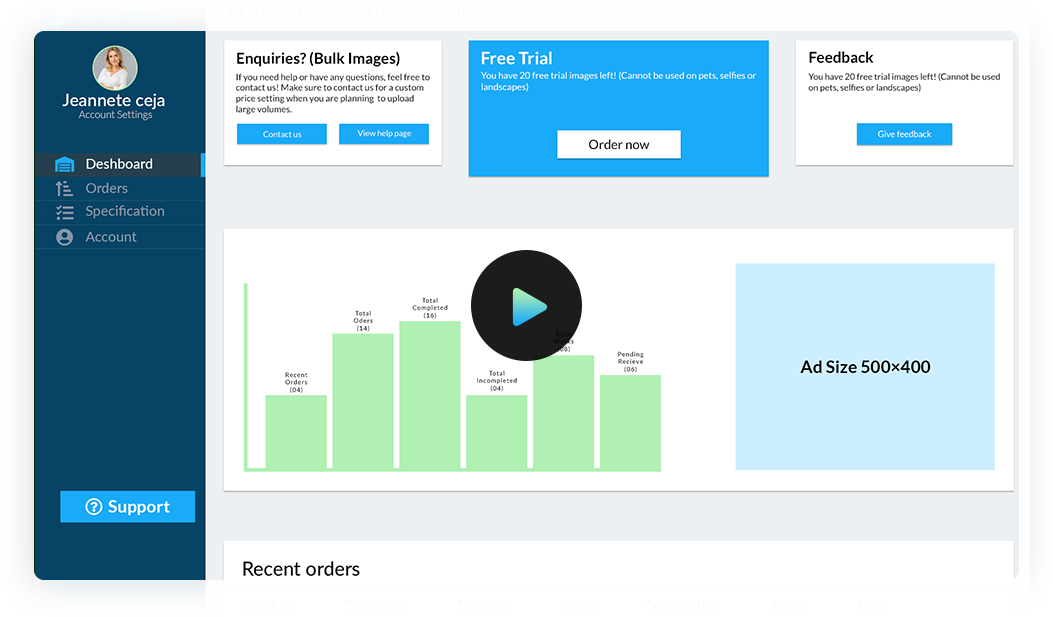 Welcome, Jeannete ceja
Jeannete ceja
Account Settings
Deshboard
Orders
Specification
Account
Support
Enquiries? (Bulk Images)
If you need help or have any questions, feel free to
contact us! Make sure to contact us for a custom
price setting when you are planning to upload
large volumes.
Contact us
View help page
Free Trial
You have 20 free trial images left! (Cannot be used on pets, selfies or
landscapes)
Order now
Feedback
You have 20 free trial images left! (Cannot be used
on pets, selfies or landscapes)
Give feedback
Recent
Orders
(04)
Total
Oders
(14)
Total
Completed
(16)
Total
Incompleted
(04)
Pending
Recieve
(06)
Ad Size 500×400
Recent orders
Client ID